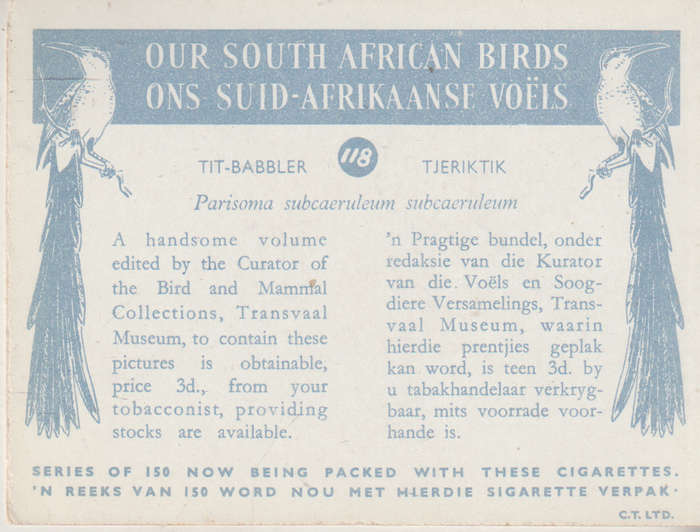 OUR SOUTH AFRICAN BIRDS
ONS SUID-AFRIKAANSE VOËLS
TIT-BABBLER 118 TJERIKTIK
Parisoma subcaeruleum subcaeruleum
A handsome volume
edited by the Curator of
the Bird and Mammal
Collections, Transvaal
Museum, to contain these
pictures is obtainable,
price 3d., from your
tobacconist, providing
stocks are available.
'n Pragtige bundel, onder
redaksie van die Kurator
van die Voëls en Soog-
diere Versamelings, Trans-
vaal Museum, waarin
hierdie prentjies geplak
kan word, is teen 3d. by
u tabakhandelaar verkryg-
baar, mits voorrade voor-
hande is.
SERIES OF 150 NOW BEING PACKED WITH THESE CIGARETTES.
'N REEKS VAN 150 WORD NOU MET HIERDIE SIGARETTE VERPAK.
C.T. LTD.